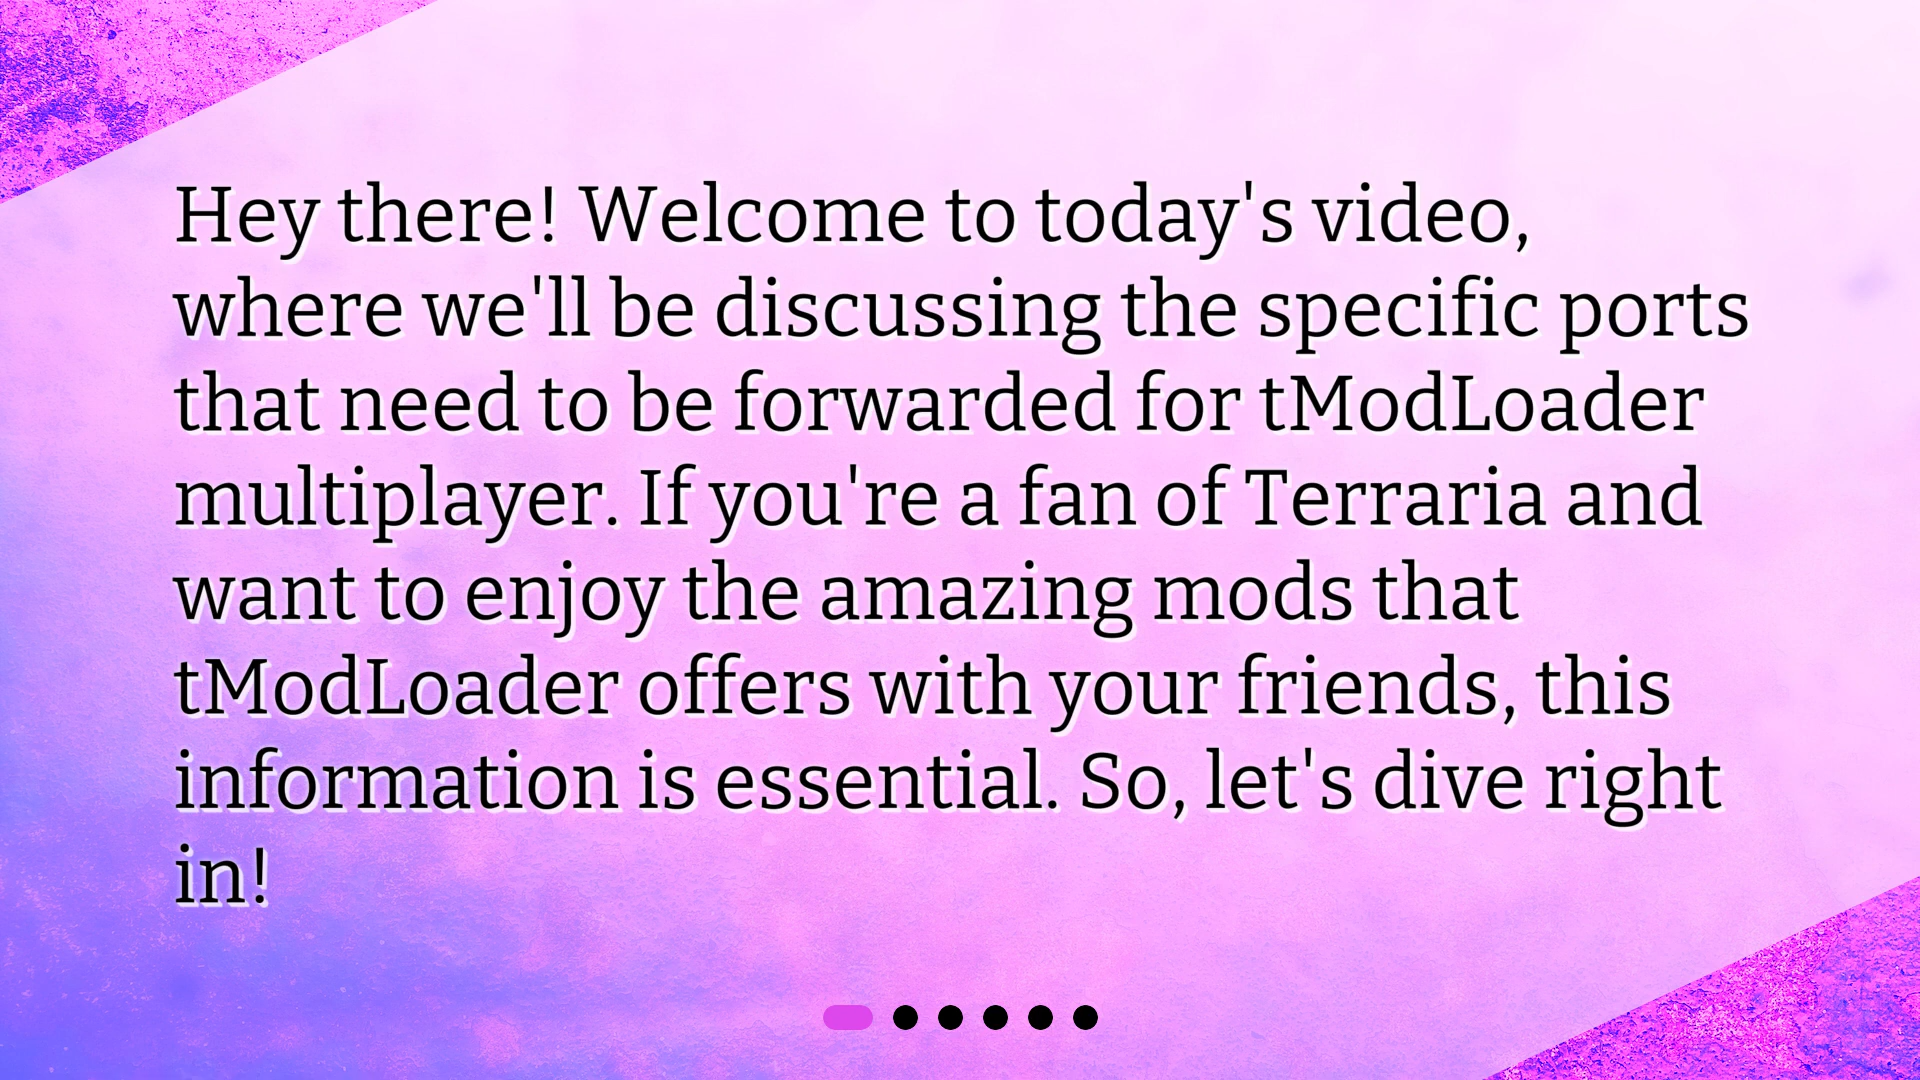 Hey there! Welcome to today's video,
where we'll be discussing the specific ports
that need to be forwarded for tModLoader
multiplayer. If you're a fan of Terraria and
want to enjoy the amazing mods that
tModLoader offers with your friends, this
information is essential. So, let's dive right
in!